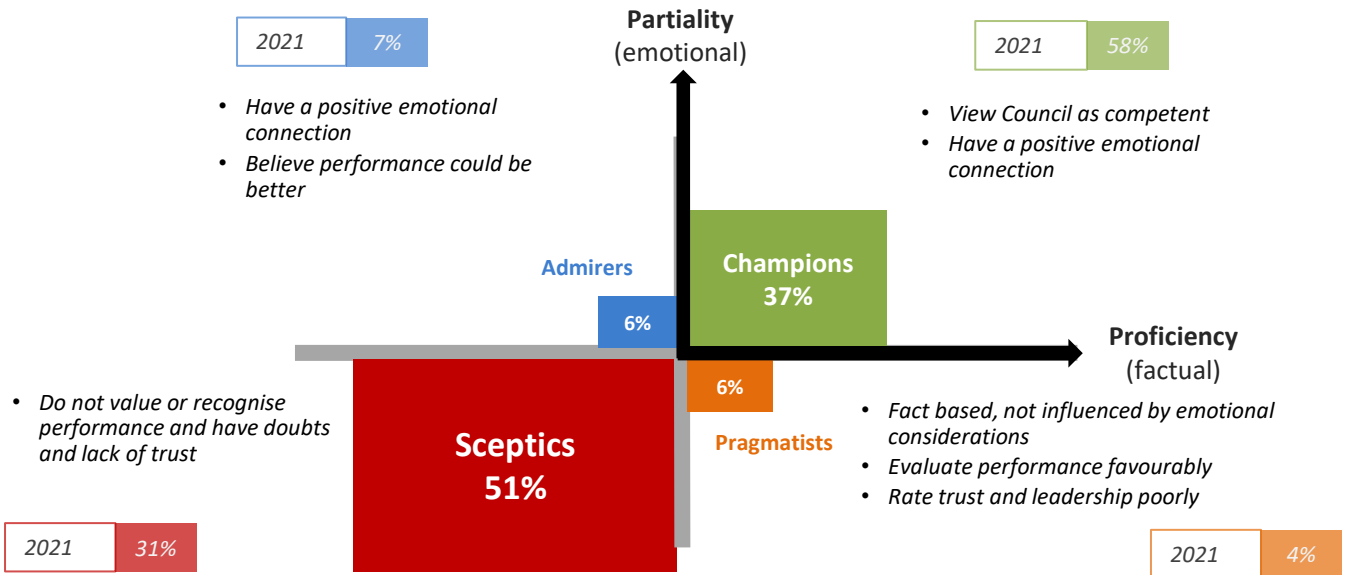 Partiality
(emotional)
2021 7%
2021 58%
• Have a positive emotional
connection
• Believe performance could be
better
• View Council as competent
• Have a positive emotional
connection
Admirers
6%
Champions
37%
Proficiency
(factual)
• Do not value or recognise
performance and have doubts
and lack of trust
Sceptics
51%
6%
Pragmatists
• Fact based, not influenced by emotional
considerations
• Evaluate performance favourably
• Rate trust and leadership poorly
2021 31%
2021 4%